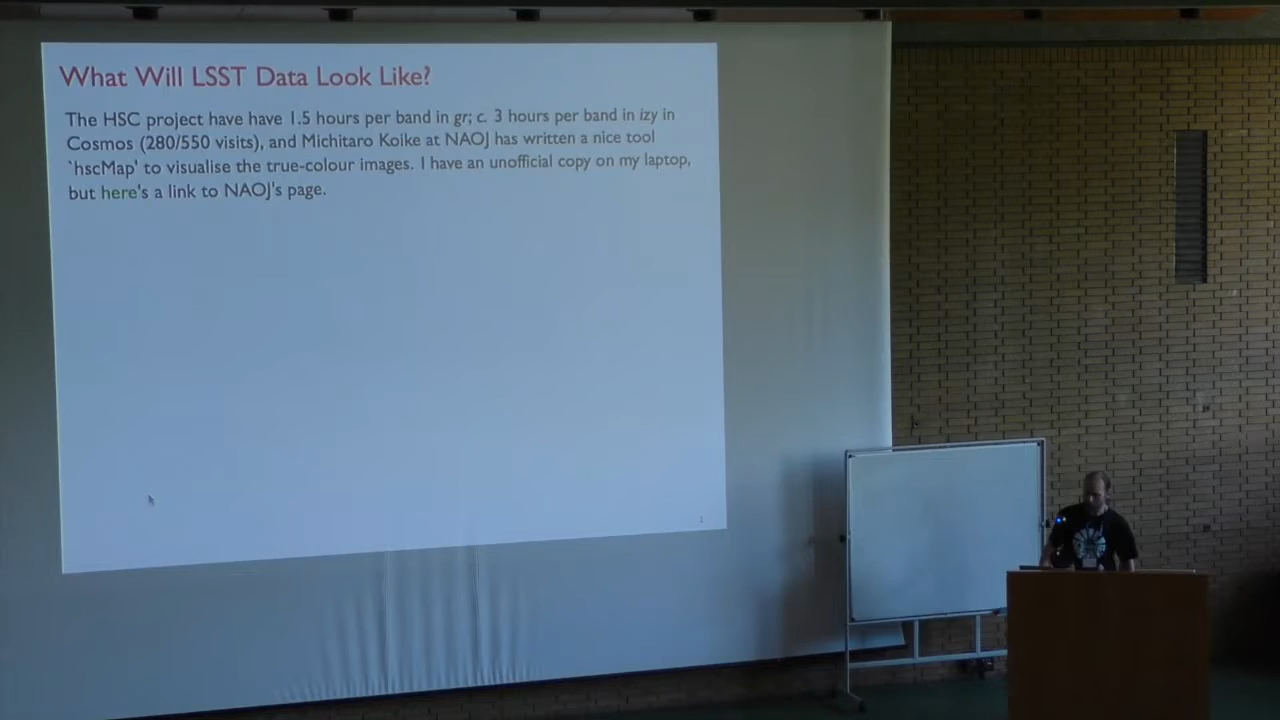 What Will LSST Data Look Like?
The HSC project have have 1.5 hours per band in gr; c. 3 hours per band in izy in
Cosmos (280/550 visits), and Michitaro Koike at NAOJ has written a nice tool
`hscMap' to visualise the true-colour images. I have an unofficial copy on my laptop,
but here's a link to NAOJ's page.